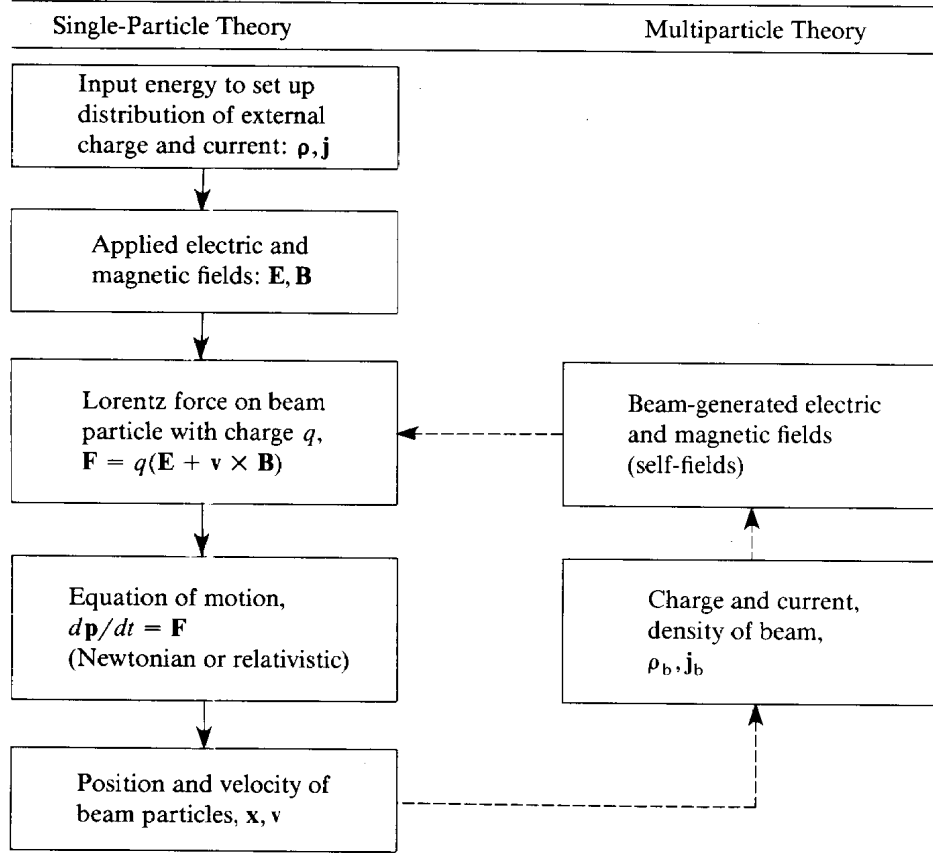 Single-Particle Theory
Multiparticle Theory
Input energy to set up
distribution of external
charge and current: ρ, j
Applied electric and
magnetic fields: E, B
Lorentz force on beam
particle with charge q,
F = q(E + v × B)
Beam-generated electric
and magnetic fields
(self-fields)
Equation of motion,
dp/dt = F
(Newtonian or relativistic)
Charge and current,
density of beam,
ρb, jb
Position and velocity of
beam particles, x, v